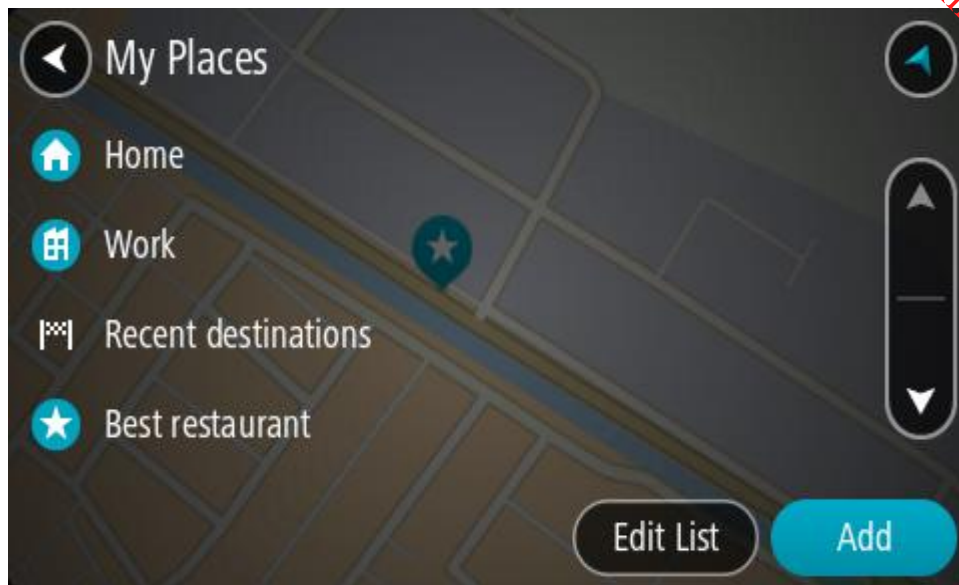 My Places
Home
Work
Recent destinations
Best restaurant
Edit List
Add